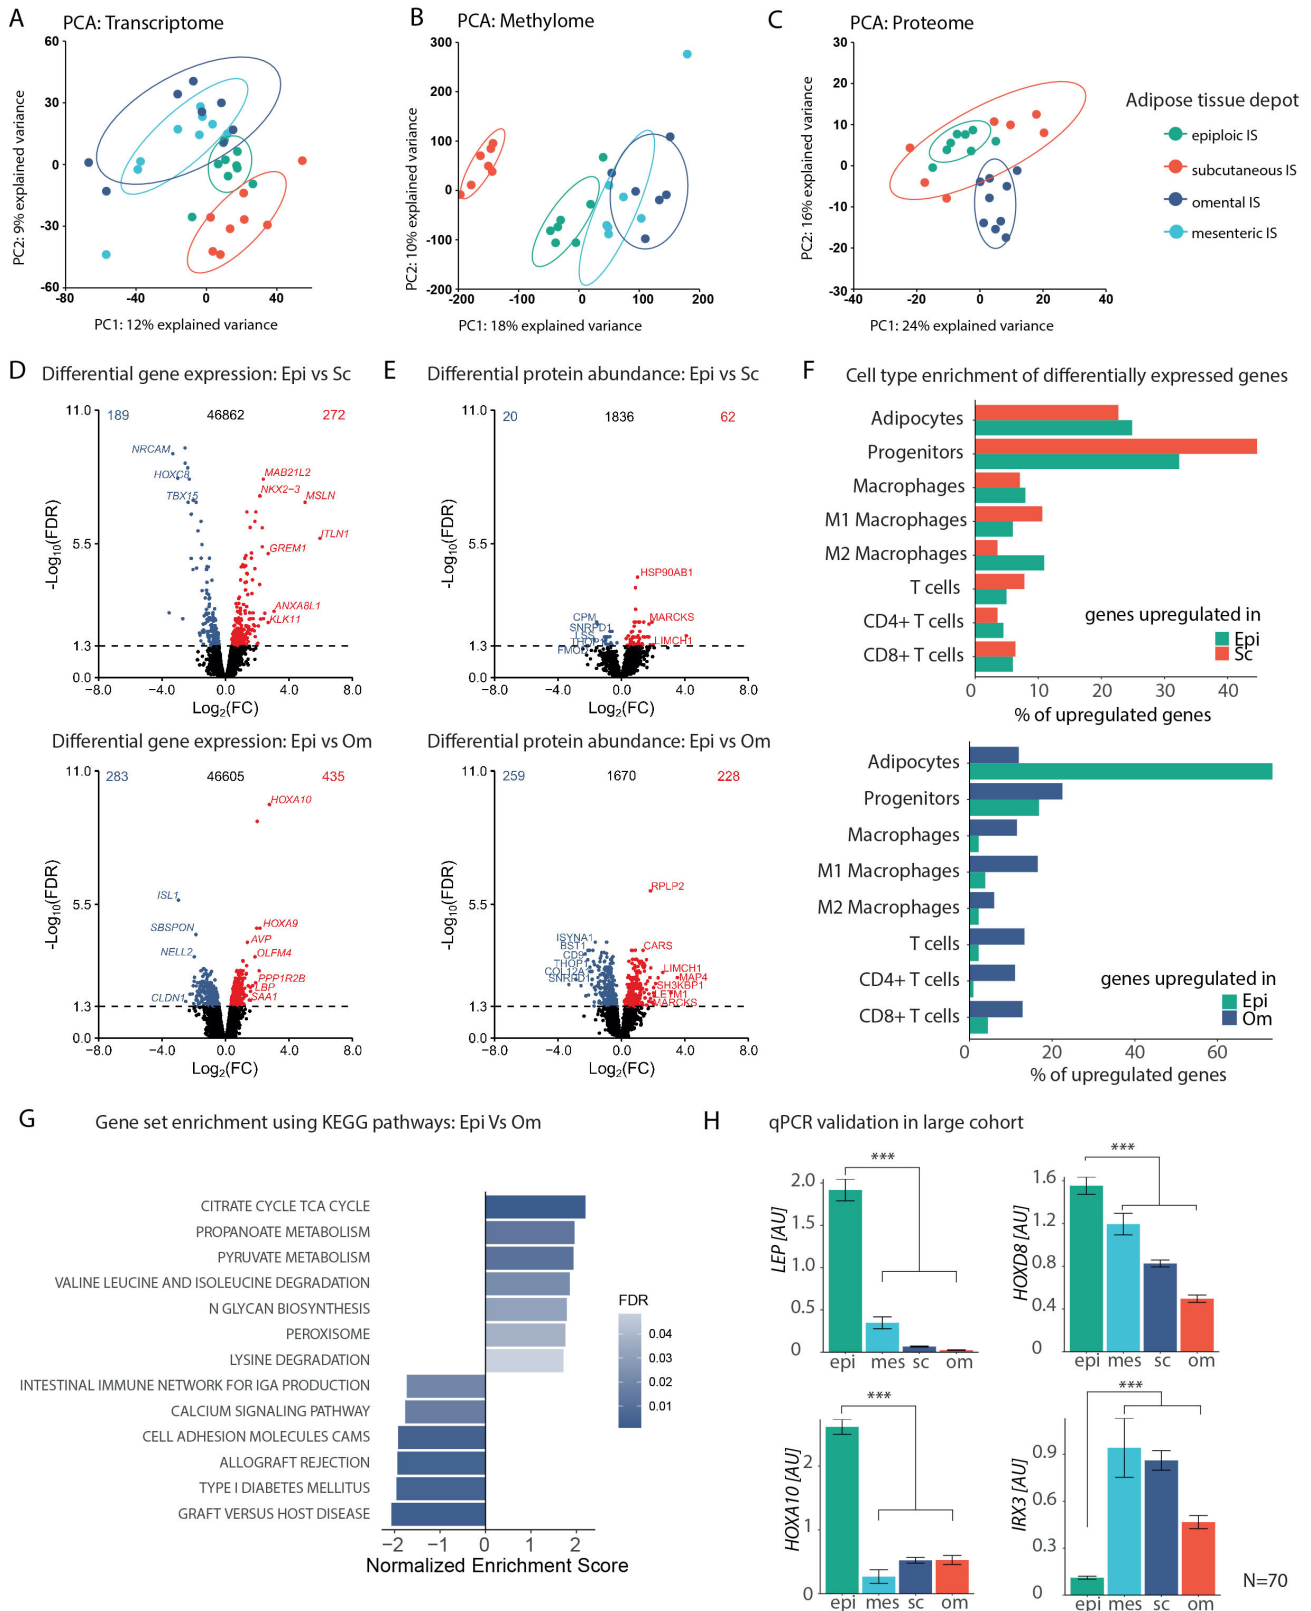 A
PCA: Transcriptome
60
30
0
-30
-60
-80
-40
0
40
80
PC2: 9% explained variance
PC1: 12% explained variance
B
PCA: Methylome
300
200
100
0
-100
-200
-200
-100
0
100
200
PC2: 10% explained variance
PC1: 18% explained variance
C
PCA: Proteome
30
20
10
0
-10
-20
-30
-40
-20
0
20
40
PC2: 16% explained variance
PC1: 24% explained variance
Adipose tissue depot
epiploic IS
subcutaneous IS
omental IS
mesenteric IS
D
Differential gene expression: Epi vs Sc
11.0
5.5
1.3
0.0
189
46862
272
NRCAM
HOXC8
TBX15
MAB21L2
NKX2-3
MSLN
ITLN1
GREM1
ANXA8L1
KLK11
-Log10(FDR)
−8.0
−4.0
0.0
4.0
8.0
Log2(FC)
E
Differential protein abundance: Epi vs Sc
11.0
5.5
1.3
0.0
20
1836
62
HSP90AB1
CPM
MARCKS
SNRPD1
LSS
THOP1
LIMCH1
FMOD
-Log10(FDR)
−8.0
−4.0
0.0
4.0
8.0
Log2(FC)
F
Cell type enrichment of differentially expressed genes
Adipocytes
Progenitors
Macrophages
M1 Macrophages
M2 Macrophages
T cells
CD4+ T cells
CD8+ T cells
genes upregulated in
Epi
Sc
0
10
20
30
40
% of upregulated genes
Differential gene expression: Epi vs Om
11.0
5.5
1.3
0.0
283
46605
435
HOXA10
ISL1
SBSPON
HOXA9
AVP
NELL2
OLFM4
PPP1R2B
LBP
CLDN1
SAA1
-Log10(FDR)
−8.0
−4.0
0.0
4.0
8.0
Log2(FC)
Differential protein abundance: Epi vs Om
11.0
5.5
1.3
0.0
259
1670
228
RPLP2
ISYNA1
BST1
CARS
CD9
THOP1
LIMCH1
COL12A1
MAP4
SNRPD1
SH3KBP1
LETM1
MARCKS
-Log10(FDR)
−8.0
−4.0
0.0
4.0
8.0
Log2(FC)
Adipocytes
Progenitors
Macrophages
M1 Macrophages
M2 Macrophages
T cells
CD4+ T cells
CD8+ T cells
genes upregulated in
Epi
Om
0
20
40
60
% of upregulated genes
G
Gene set enrichment using KEGG pathways: Epi Vs Om
CITRATE CYCLE TCA CYCLE
PROPANOATE METABOLISM
PYRUVATE METABOLISM
VALINE LEUCINE AND ISOLEUCINE DEGRADATION
N GLYCAN BIOSYNTHESIS
PEROXISOME
LYSINE DEGRADATION
INTESTINAL IMMUNE NETWORK FOR IGA PRODUCTION
CALCIUM SIGNALING PATHWAY
CELL ADHESION MOLECULES CAMS
ALLOGRAFT REJECTION
TYPE I DIABETES MELLITUS
GRAFT VERSUS HOST DISEASE
−2
−1
0
1
2
Normalized Enrichment Score
FDR
0.04
0.03
0.02
0.01
H
qPCR validation in large cohort
LEP [AU]
2.0
1.5
1.0
0.5
0
***
epi
mes
sc
om
HOXD8 [AU]
1.6
1.2
0.8
0.4
0
***
epi
mes
sc
om
HOXA10 [AU]
2
1
0
***
epi
mes
sc
om
IRX3 [AU]
0.9
0.6
0.3
0
***
epi
mes
sc
om
N=70